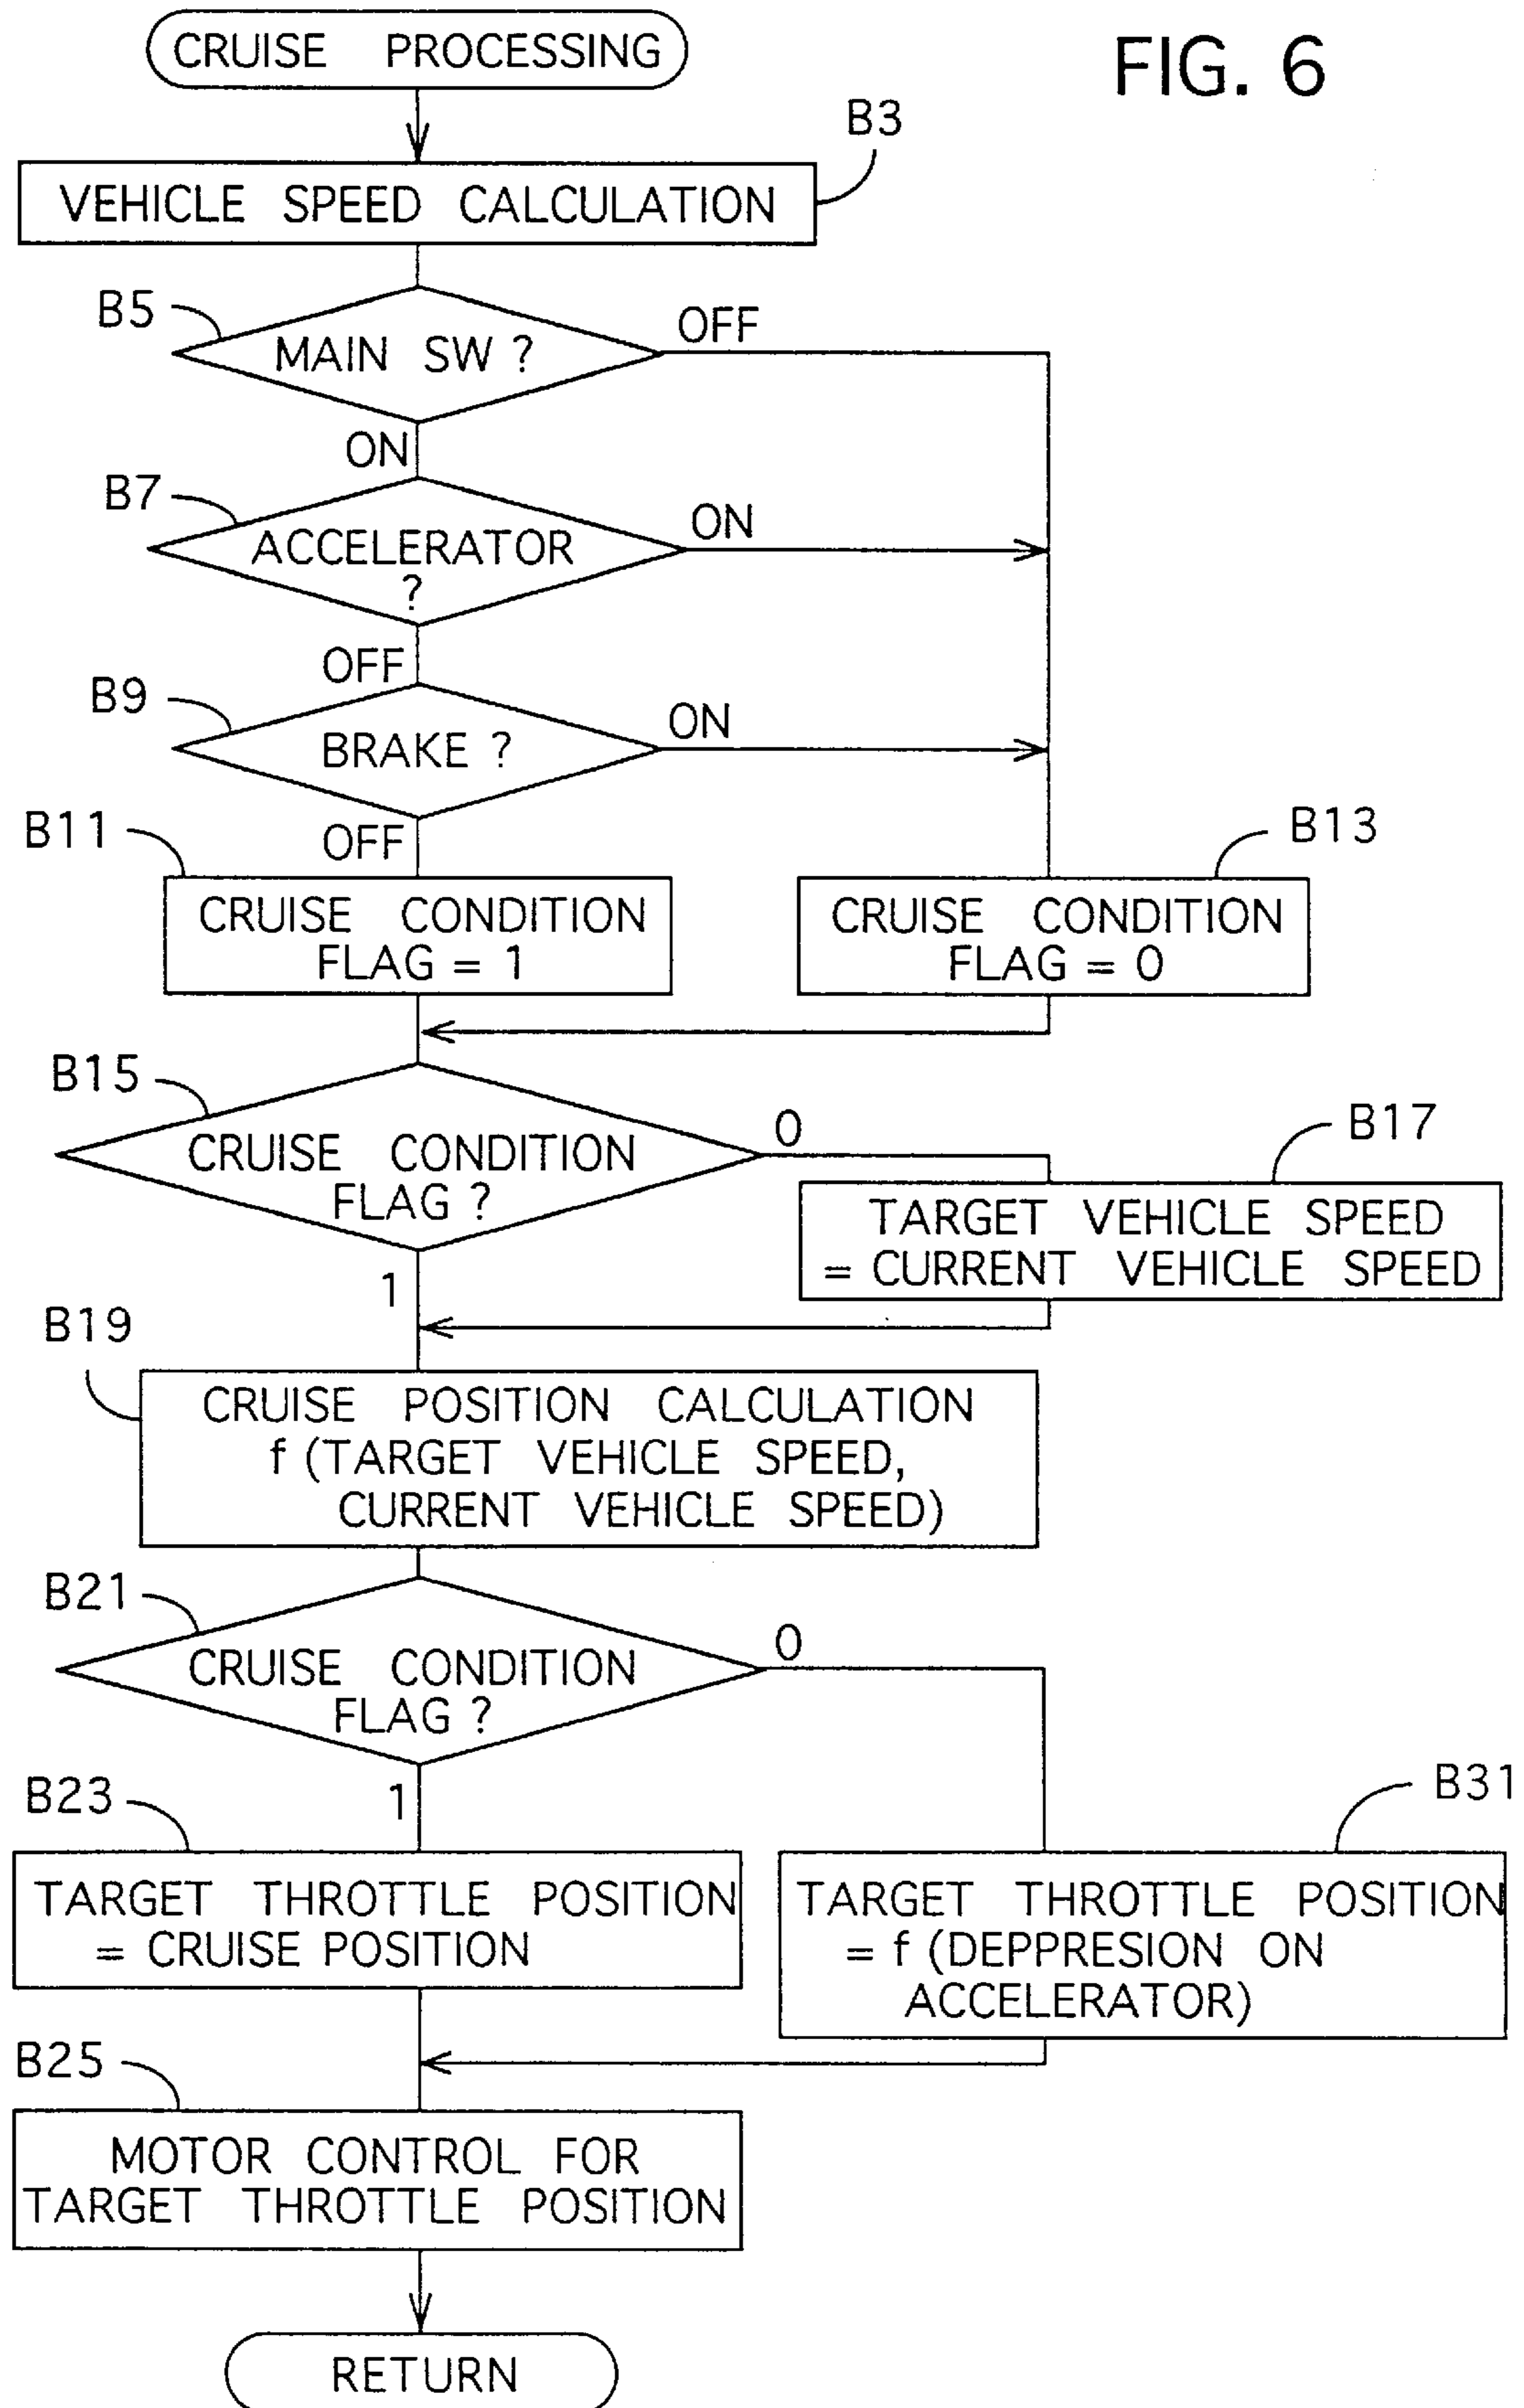 CRUISE PROCESSING
FIG. 6
B3
VEHICLE SPEED CALCULATION
B5
MAIN SW ?
OFF
ON
B7
ACCELERATOR
?
ON
OFF
B9
BRAKE ?
ON
OFF
B11
CRUISE CONDITION
FLAG = 1
B13
CRUISE CONDITION
FLAG = 0
B15
CRUISE CONDITION
FLAG ?
0
B17
TARGET VEHICLE SPEED
= CURRENT VEHICLE SPEED
1
B19
CRUISE POSITION CALCULATION
f (TARGET VEHICLE SPEED,
CURRENT VEHICLE SPEED)
B21
CRUISE CONDITION
FLAG ?
0
1
B23
TARGET THROTTLE POSITION
= CRUISE POSITION
B31
TARGET THROTTLE POSITION
= f (DEPPRESION ON
ACCELERATOR)
B25
MOTOR CONTROL FOR
TARGET THROTTLE POSITION
RETURN